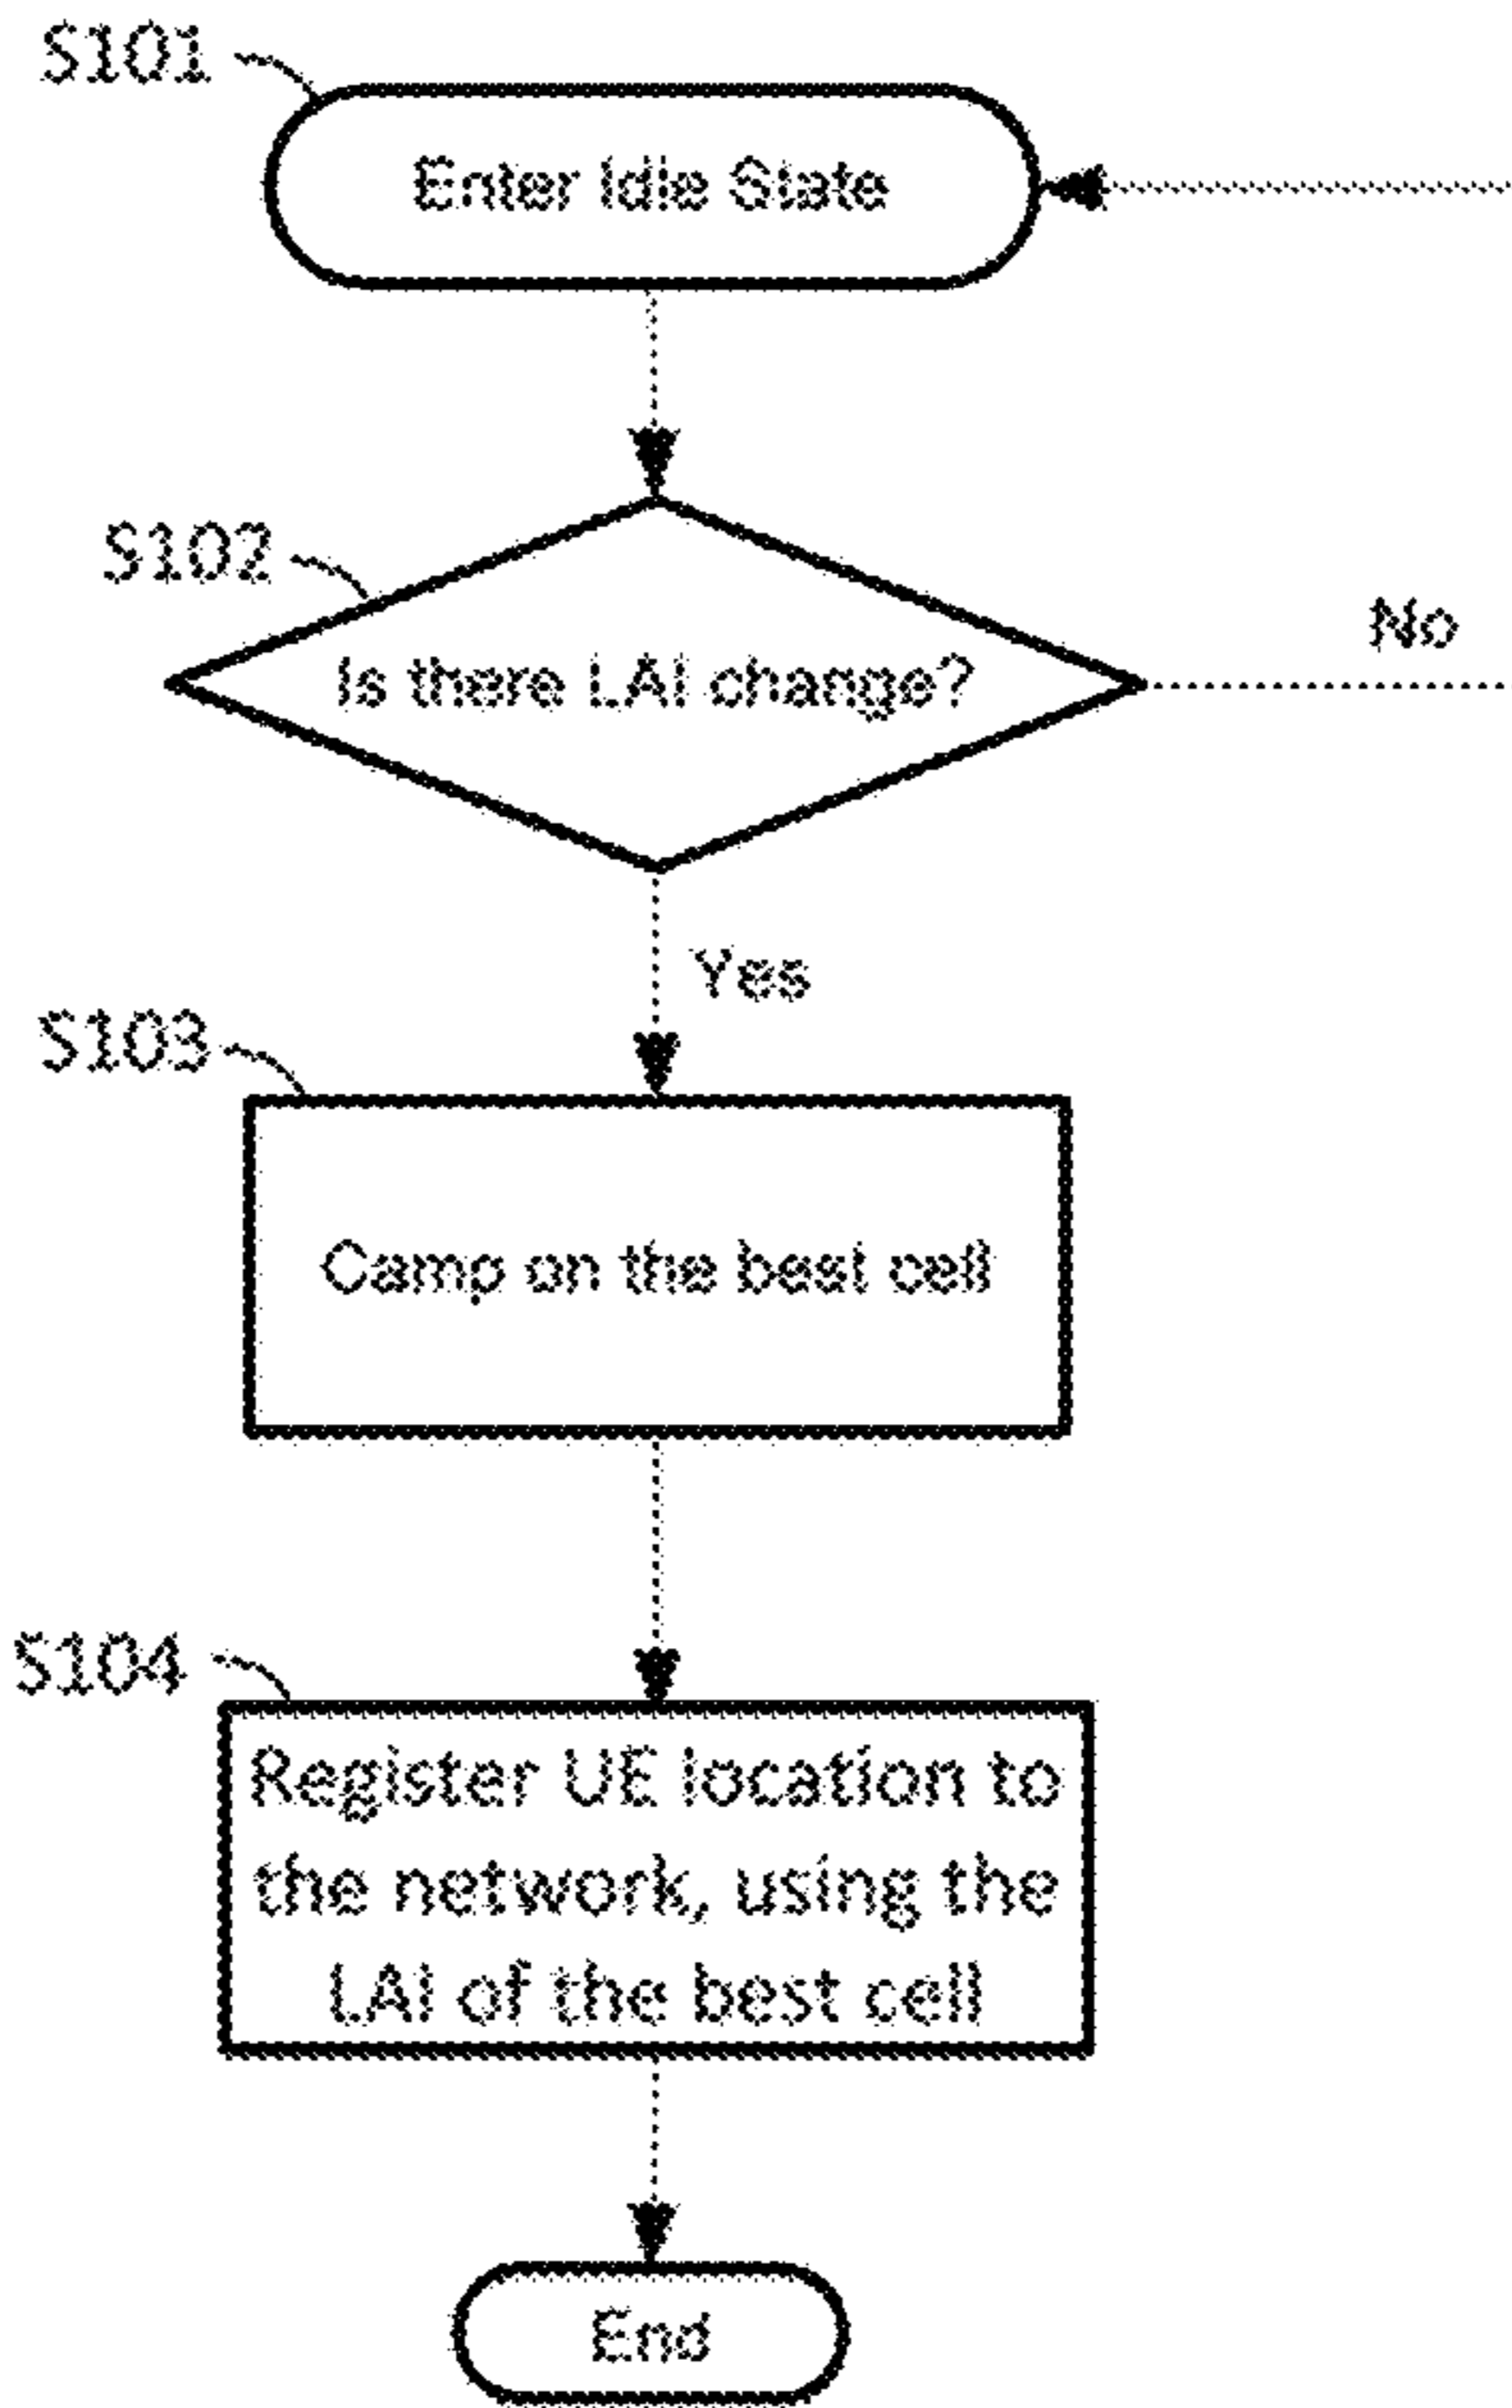 S101
Enter Idle State
S102
Is there LAI change?
No
Yes
S103
Camp on the best cell
S104
Register UE location to
the network, using the
LAI of the best cell
End